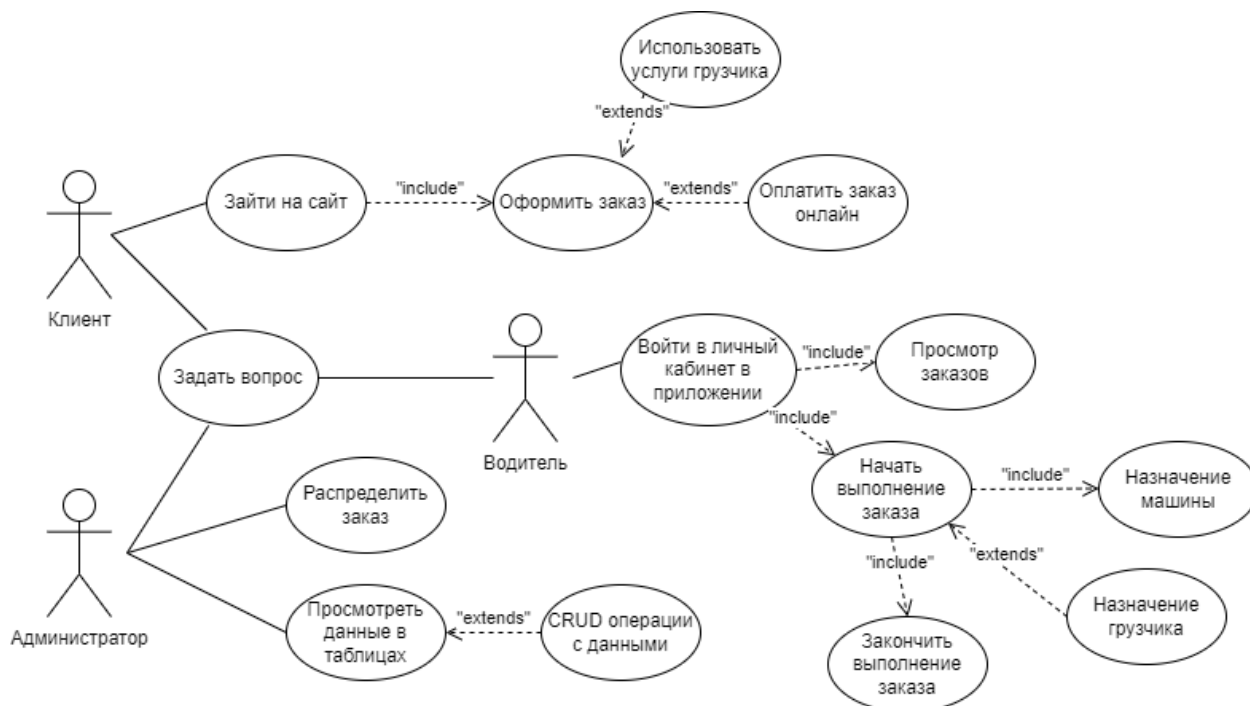 Использовать
услуги грузчика
"extends"
Зайти на сайт
"include"
Оформить заказ
"extends"
Оплатить заказ
онлайн
Клиент
Задать вопрос
Водитель
Войти в личный
кабинет в
приложении
"include"
Просмотр
заказов
"include"
Начать
выполнение
заказа
"include"
Назначение
машины
"extends"
Назначение
грузчика
"include"
Закончить
выполнение
заказа
Администратор
Распределить
заказ
Просмотреть
данные в
таблицах
"extends"
CRUD операции
с данными